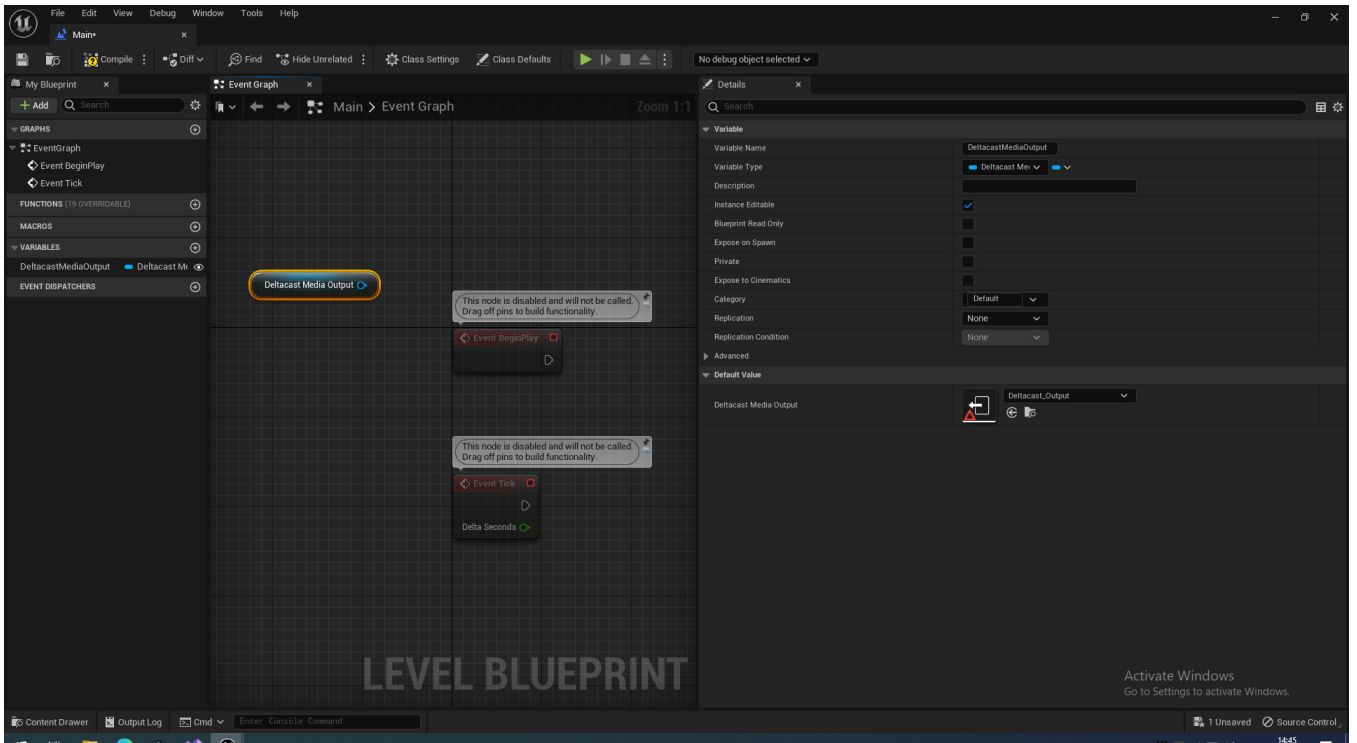 File Edit View Debug Window Tools Help
Main•
Compile Diff Find Hide Unrelated Class Settings Class Defaults No debug object selected
My Blueprint
Event Graph
Details
Add Search
Main > Event Graph Zoom 1:1
Search
GRAPHS
EventGraph
Event BeginPlay
Event Tick
FUNCTIONS (19 OVERRIDABLE)
MACROS
VARIABLES
DeltacastMediaOutput Deltacast Me
EVENT DISPATCHERS
Deltacast Media Output
This node is disabled and will not be called.
Drag off pins to build functionality.
Event BeginPlay
This node is disabled and will not be called.
Drag off pins to build functionality.
Event Tick
Delta Seconds
LEVEL BLUEPRINT
Variable
Variable Name DeltacastMediaOutput
Variable Type Deltacast Me
Description
Instance Editable
Blueprint Read Only
Expose on Spawn
Private
Expose to Cinematics
Category Default
Replication None
Replication Condition None
Advanced
Default Value
Deltacast Media Output Deltacast_Output
Activate Windows
Go to Settings to activate Windows.
Content Drawer Output Log Cmd Enter Console Command 1 Unsaved Source Control
14:45